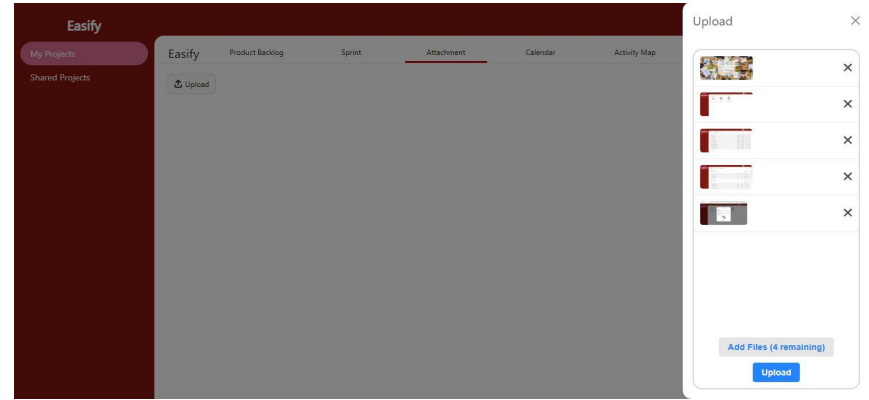 Easify
My Projects
Shared Projects
Easify
Product Backlog
Sprint
Attachment
Calendar
Activity Map
Upload
Upload
Add Files (4 remaining)
Upload